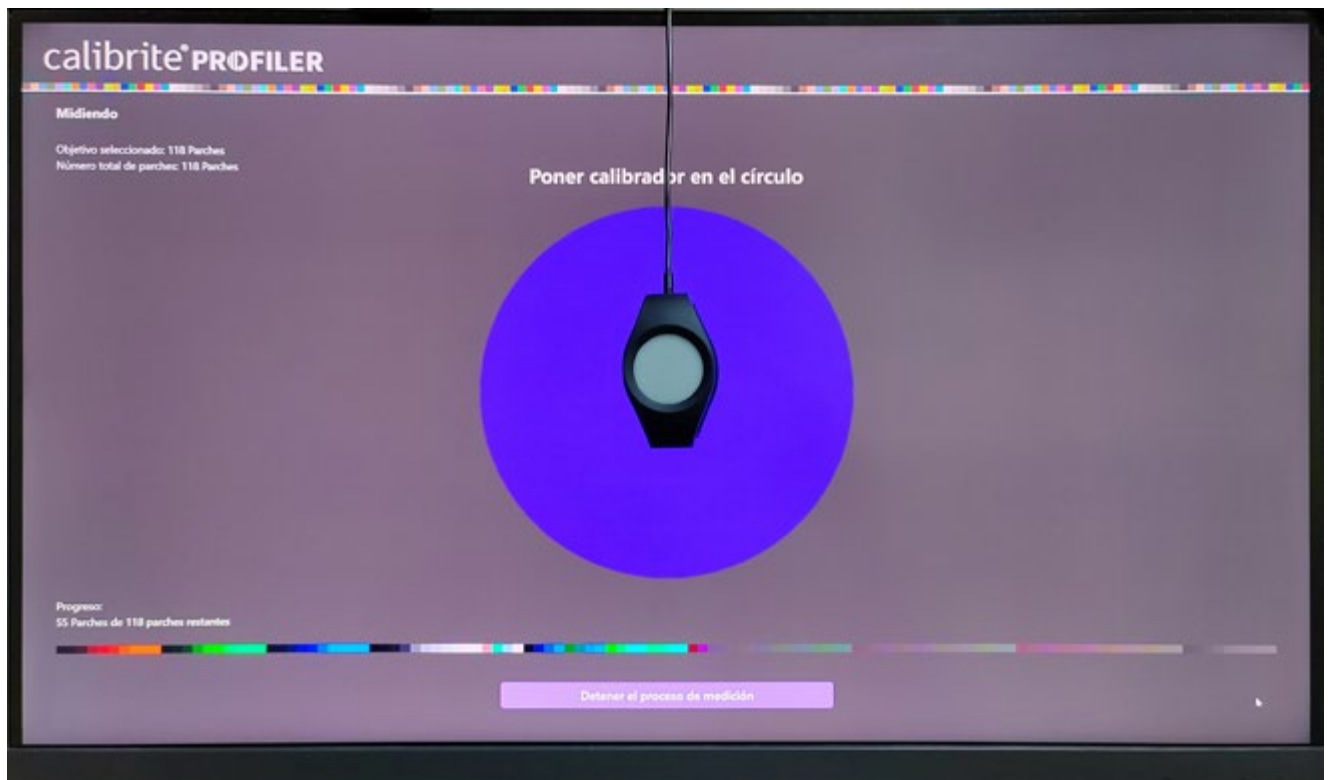 calibrite PROFILER
Midiendo
Objetivo seleccionado: 118 Parches
Número total de parches: 118 Parches
Poner calibrador en el círculo
Progreso:
55 Parches de 118 parches restantes
Detener el proceso de medición